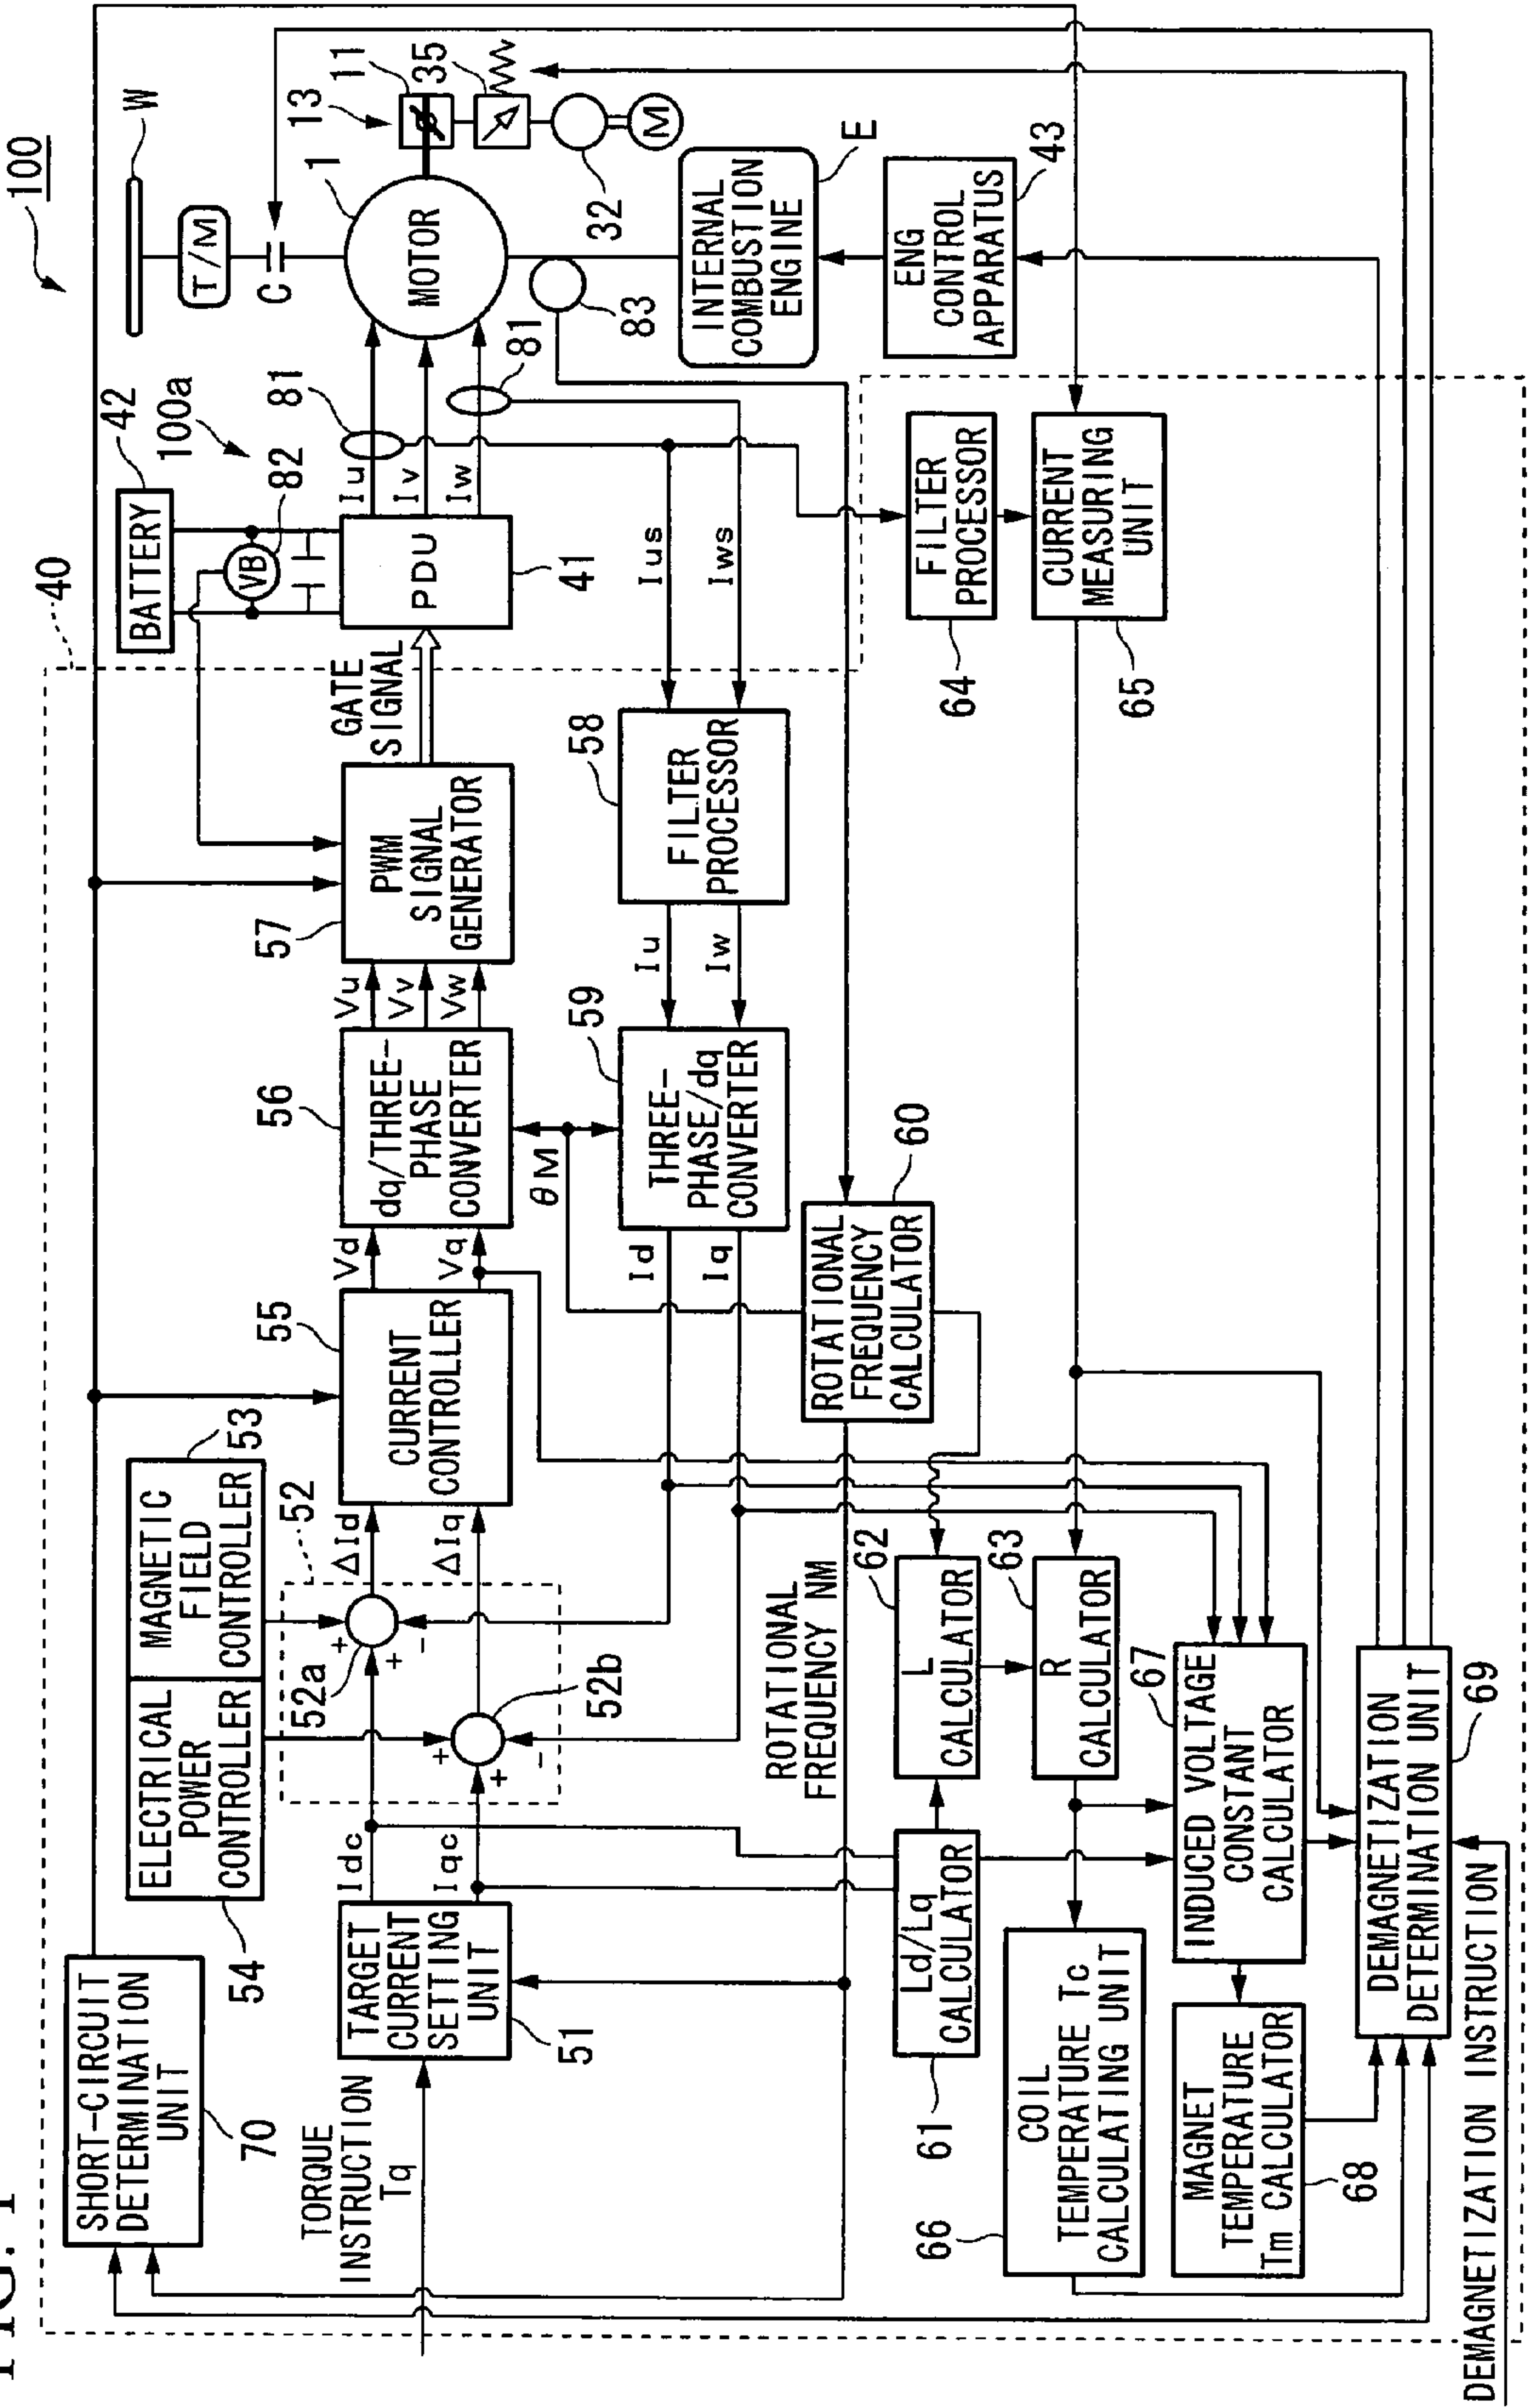 FIG. 1
100
W
T/M
C
1
MOTOR
13
11
35
M
32
83
81
81
INTERNAL
COMBUSTION
ENGINE
E
ENG
CONTROL
APPARATUS
43
42
BATTERY
100a
82
VB
PDU
41
Iu
Iv
Iw
40
GATE
SIGNAL
Ius
Iws
FILTER
PROCESSOR
64
CURRENT
MEASURING
UNIT
65
57
PWM
SIGNAL
GENERATOR
58
FILTER
PROCESSOR
Vu
Vv
Vw
Iu
Iw
56
dq/THREE-
PHASE
CONVERTER
59
THREE-
PHASE/dq
CONVERTER
θM
Vd
Vq
Id
Iq
60
ROTATIONAL
FREQUENCY
CALCULATOR
55
CURRENT
CONTROLLER
53
MAGNETIC
FIELD
CONTROLLER
ELECTRICAL
POWER
CONTROLLER
54
52
ΔId
ΔIq
52a
+
+
-
52b
+
+
-
Idc
Iqc
TARGET
CURRENT
SETTING
UNIT
51
SHORT-CIRCUIT
DETERMINATION
UNIT
70
TORQUE
INSTRUCTION
Tq
ROTATIONAL
FREQUENCY NM
62
L
CALCULATOR
63
R
CALCULATOR
Ld/Lq
CALCULATOR
61
67
INDUCED VOLTAGE
CONSTANT
CALCULATOR
COIL
TEMPERATURE Tc
CALCULATING UNIT
66
MAGNET
TEMPERATURE
Tm CALCULATOR
68
DEMAGNETIZATION
DETERMINATION UNIT
69
DEMAGNETIZATION INSTRUCTION